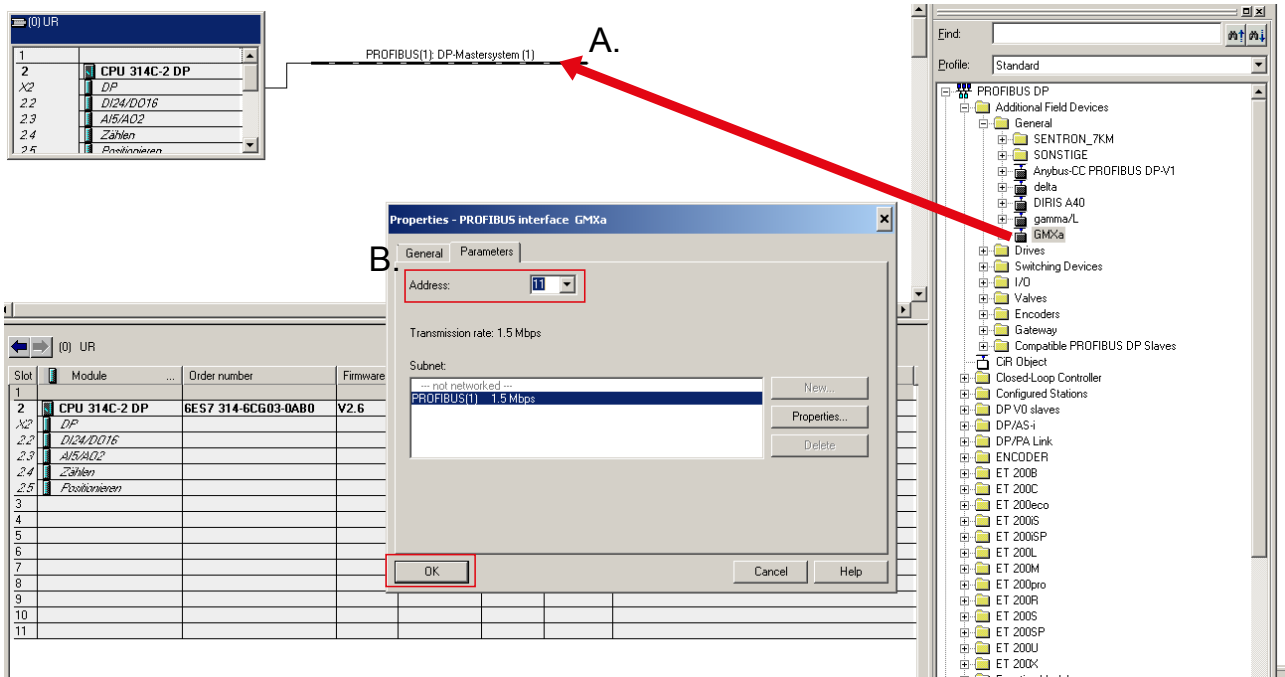 (0) UR
1
2 CPU 314C-2 DP
X2 DP
2.2 DI24/DO16
2.3 AI5/AO2
2.4 Zählen
2.5 Positionieren
PROFIBUS(1): DP-Mastersystem (1)
A.
Properties - PROFIBUS interface GMXa
B.
General Parameters
Address: 11
Transmission rate: 1.5 Mbps
Subnet:
--- not networked ---
PROFIBUS(1) 1.5 Mbps
New...
Properties...
Delete
OK Cancel Help
(0) UR
Slot Module ... Order number Firmware
1
2 CPU 314C-2 DP 6ES7 314-6CG03-0AB0 V2.6
X2 DP
2.2 DI24/DO16
2.3 AI5/AO2
2.4 Zählen
2.5 Positionieren
3
4
5
6
7
8
9
10
11
Find:
Profile: Standard
PROFIBUS DP
Additional Field Devices
General
SENTRON_7KM
SONSTIGE
Anybus-CC PROFIBUS DP-V1
delta
DIRIS A40
gamma/L
GMXa
Drives
Switching Devices
I/O
Valves
Encoders
Gateway
Compatible PROFIBUS DP Slaves
CiR Object
Closed-Loop Controller
Configured Stations
DP V0 slaves
DP/AS-i
DP/PA Link
ENCODER
ET 200B
ET 200C
ET 200eco
ET 200iS
ET 200iSP
ET 200L
ET 200M
ET 200pro
ET 200R
ET 200S
ET 200SP
ET 200U
ET 200X